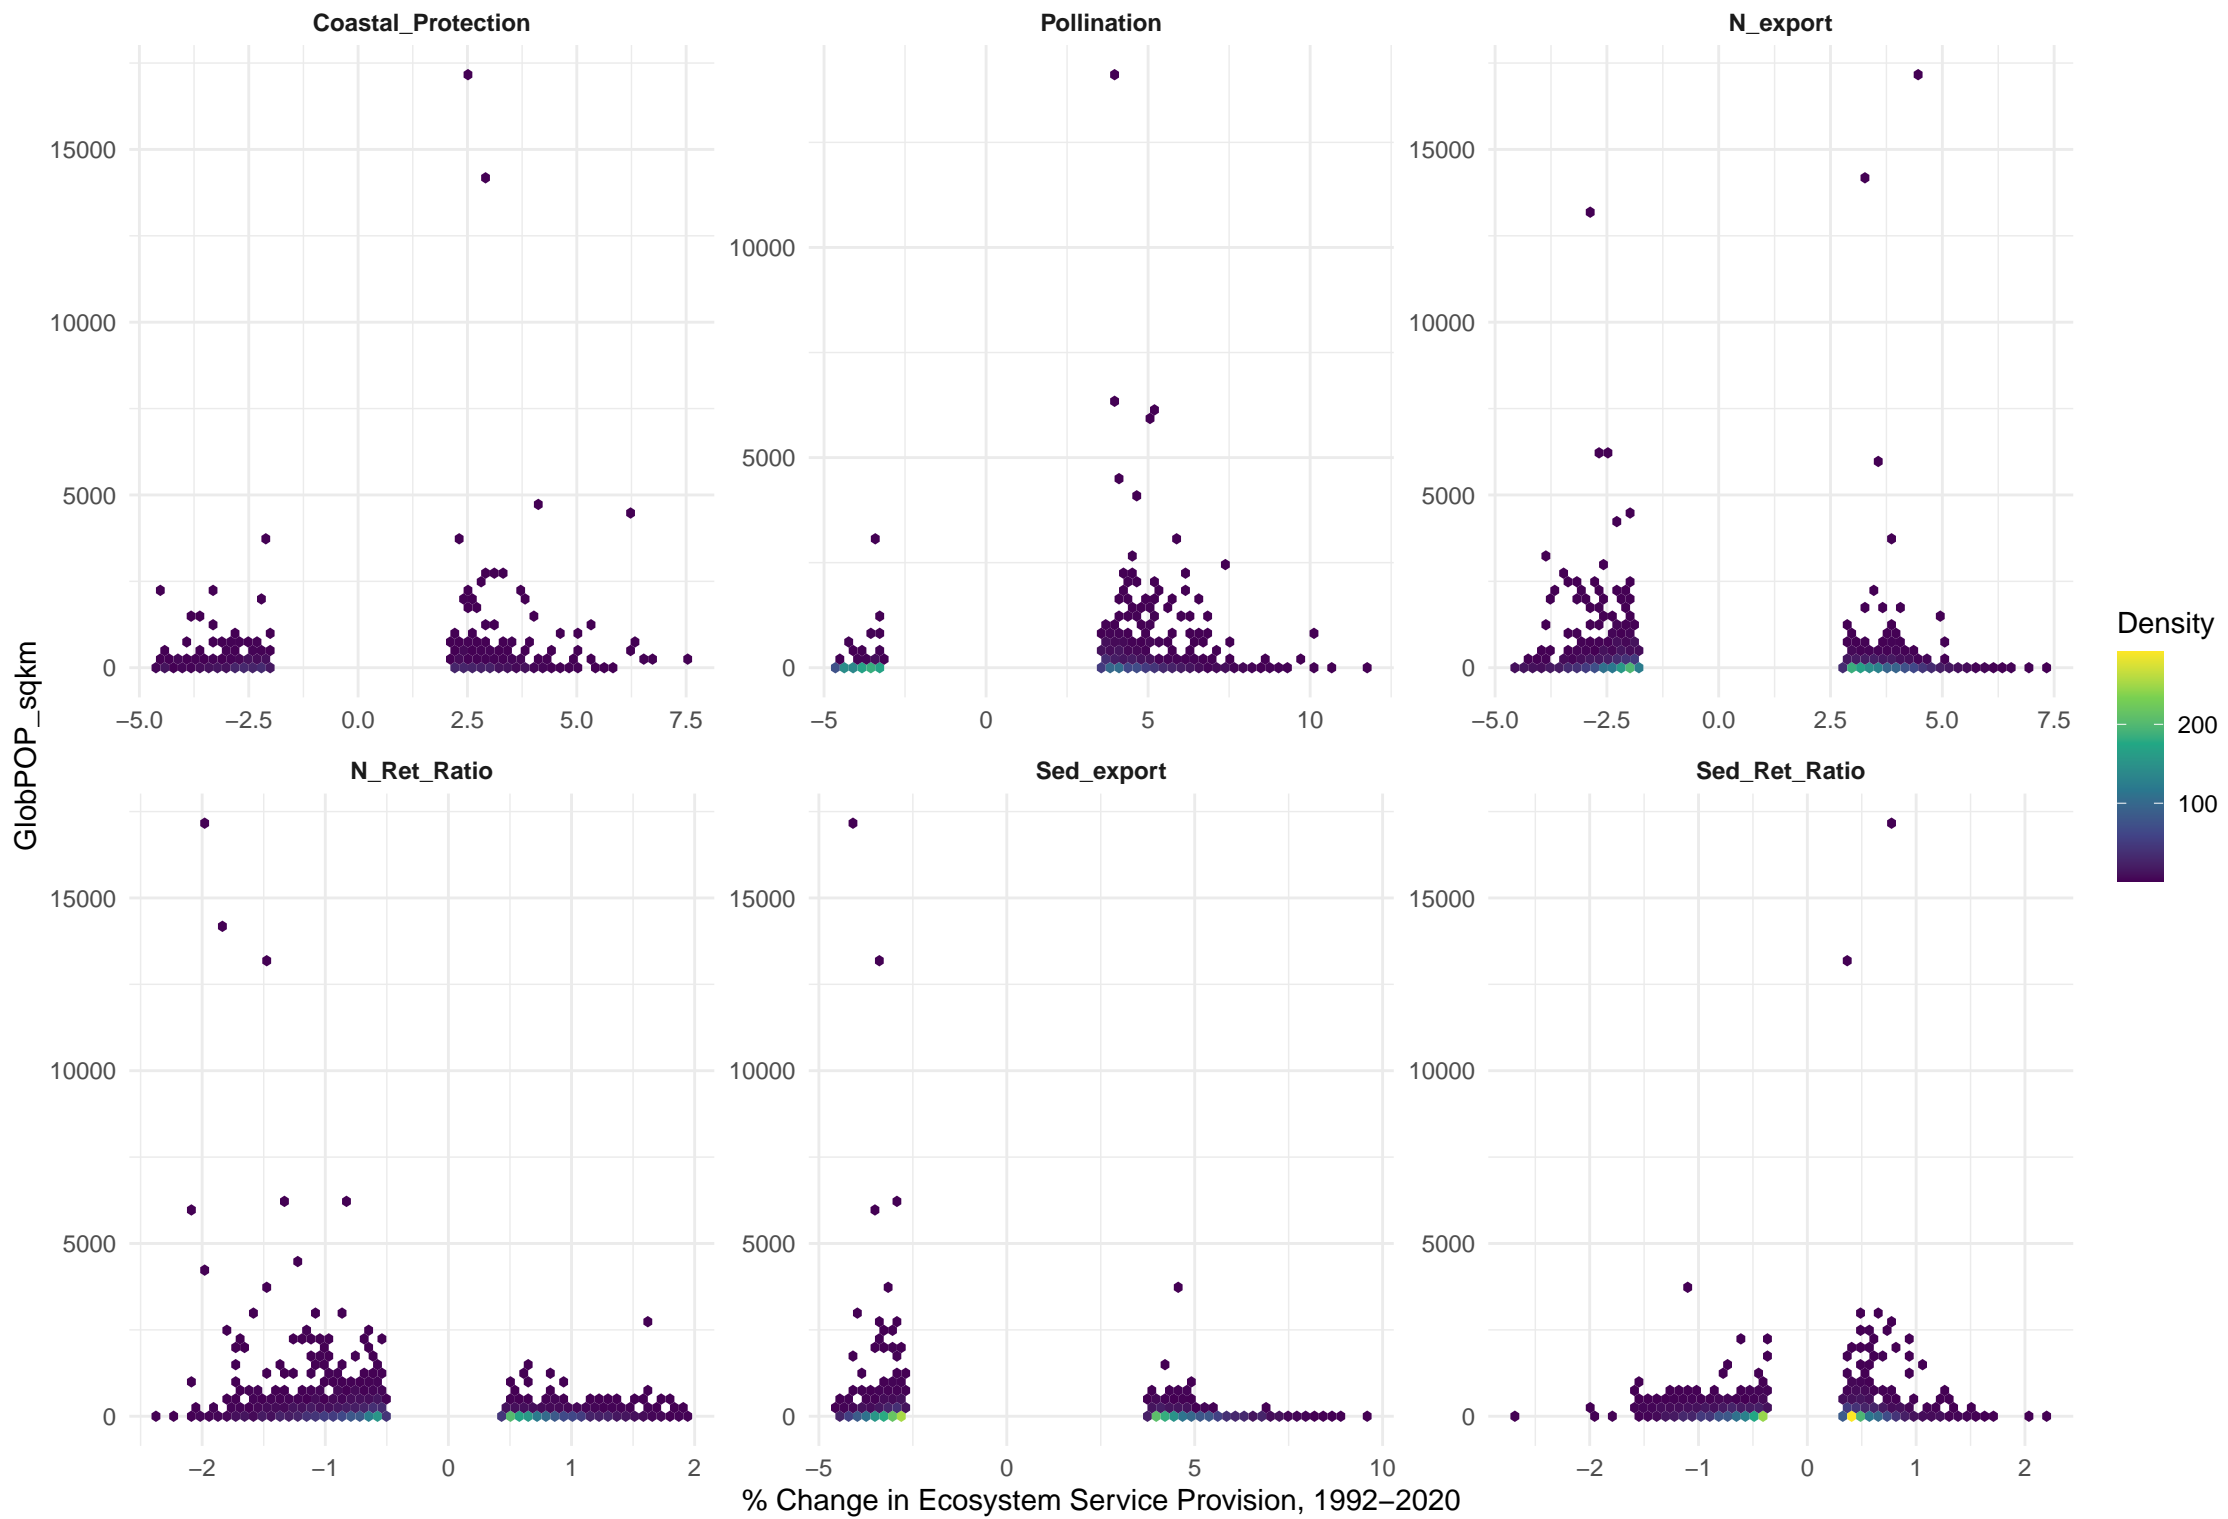 Coastal_Protection
Pollination
N_export
15000
10000
5000
0
10000
5000
0
15000
10000
5000
0
−5.0 −2.5 0.0 2.5 5.0 7.5
−5 0 5 10
−5.0 −2.5 0.0 2.5 5.0 7.5
N_Ret_Ratio
Sed_export
Sed_Ret_Ratio
15000
10000
5000
0
15000
10000
5000
0
15000
10000
5000
0
−2 −1 0 1 2
−5 0 5 10
−2 −1 0 1 2
GlobPOP_sqkm
% Change in Ecosystem Service Provision, 1992−2020
Density
200
100